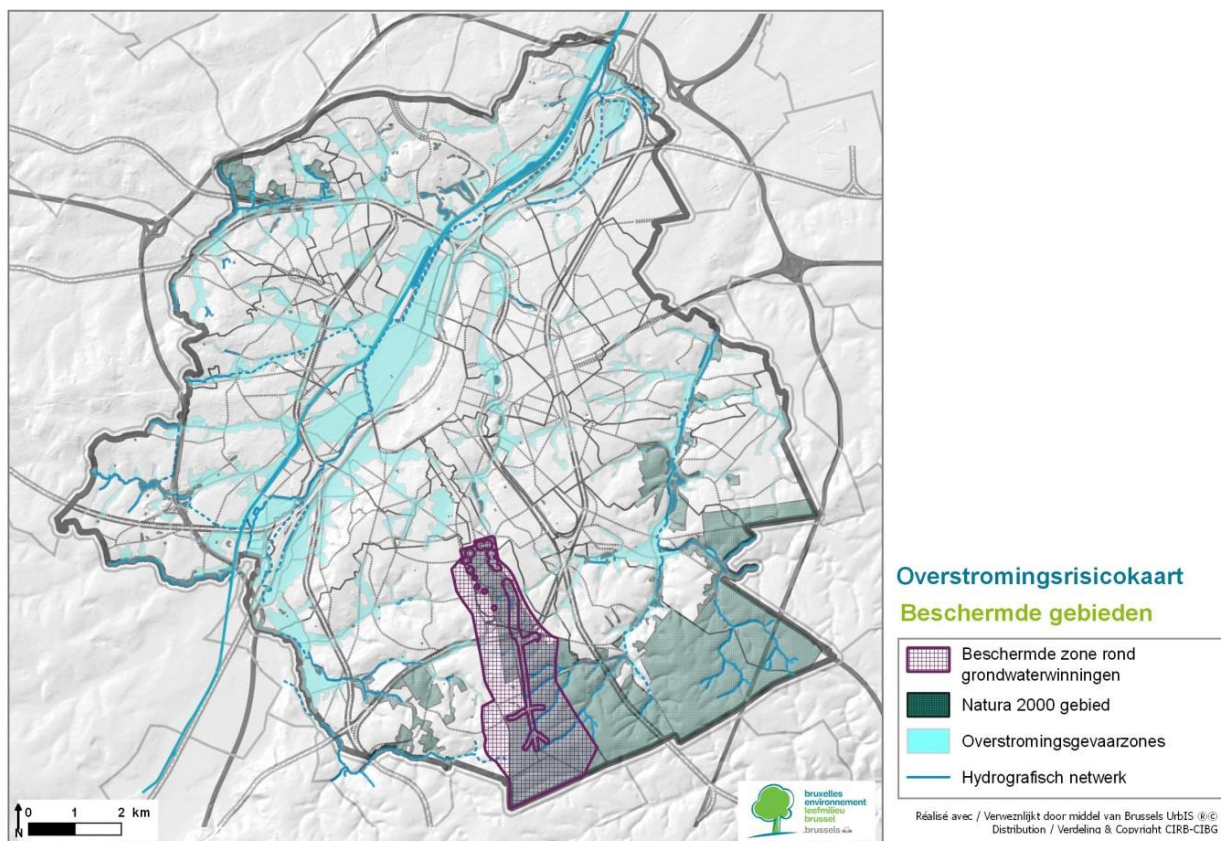 Overstromingsrisicokaart
Beschermde gebieden
Beschermde zone rond
grondwaterwinningen
Natura 2000 gebied
Overstromingsgevaarzones
Hydrografisch netwerk
0 1 2 km
N
bruxelles
environnement
leefmilieu
brussel
.brussels
Réalisé avec / Verweznlijkt door middel van Brussels UrbIS ®©
Distribution / Verdeling & Copyright CIRB-CIBG